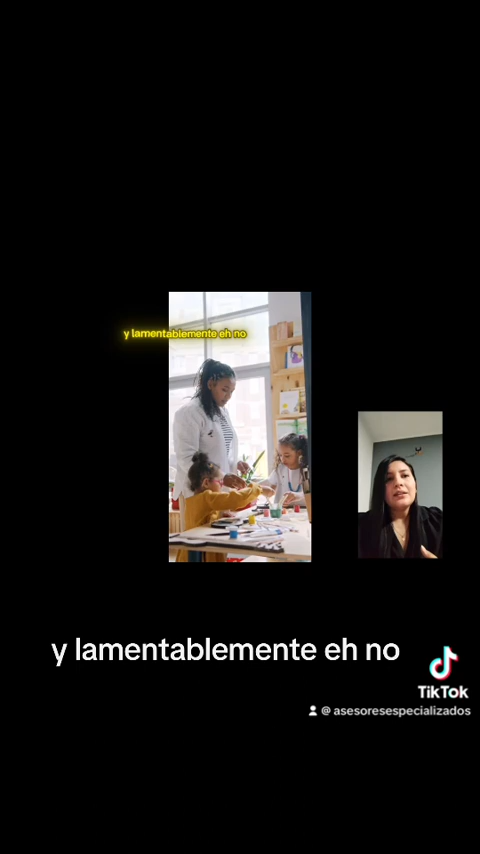 y lamentablemente eh no
y lamentablemente eh no
TikTok
@asesoresespecializados